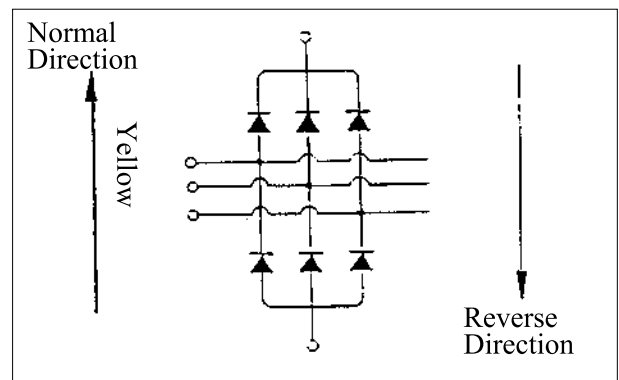 Normal
Direction
Yellow
Reverse
Direction